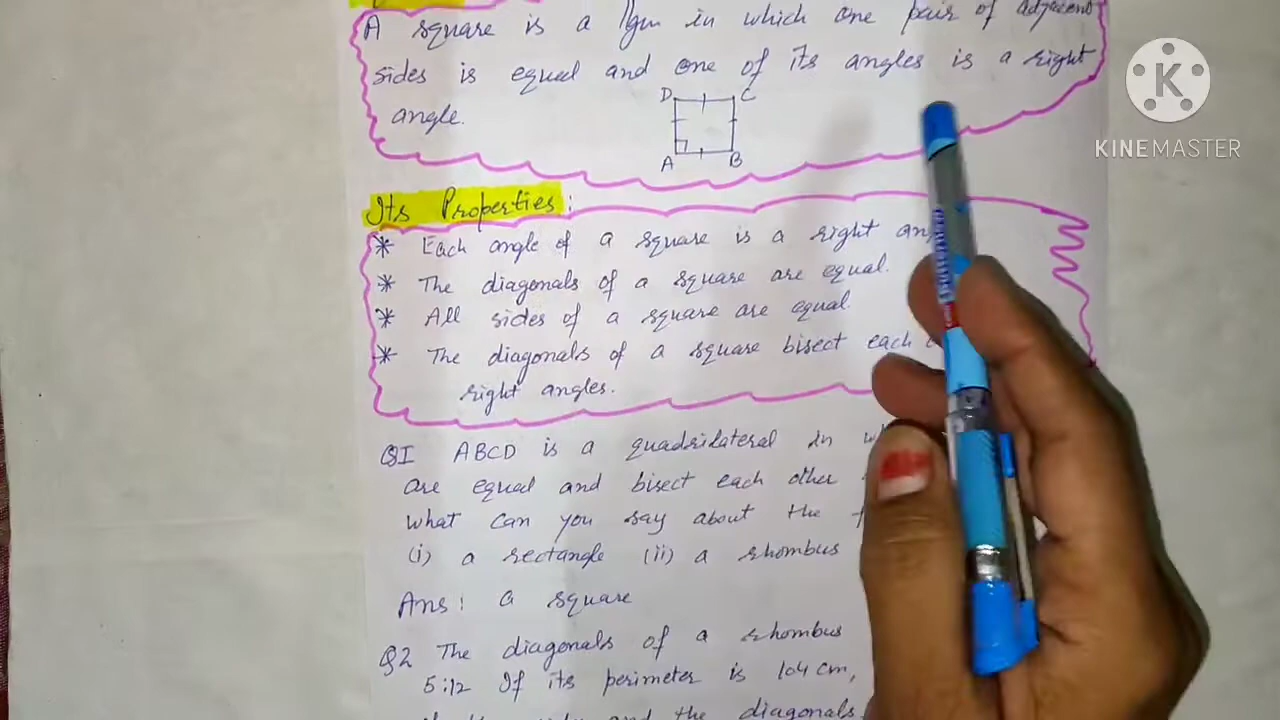 A square is a ||gm in which one pair of adjacent
sides is equal and one of its angles is a right
angle.
D C
A B
K
KINEMASTER
Its Properties :
* Each angle of a square is a right
* The diagonals of a square are equal.
* All sides of a square are equal.
* The diagonals of a square bisect each
right angles.
Q1 ABCD is a quadrilateral in
are equal and bisect each other
what can you say about the
(i) a rectangle (ii) a rhombus
Ans : a square
Q2 The diagonals of a rhombus
5:12 If its perimeter is 104 cm,
and the diagonals.